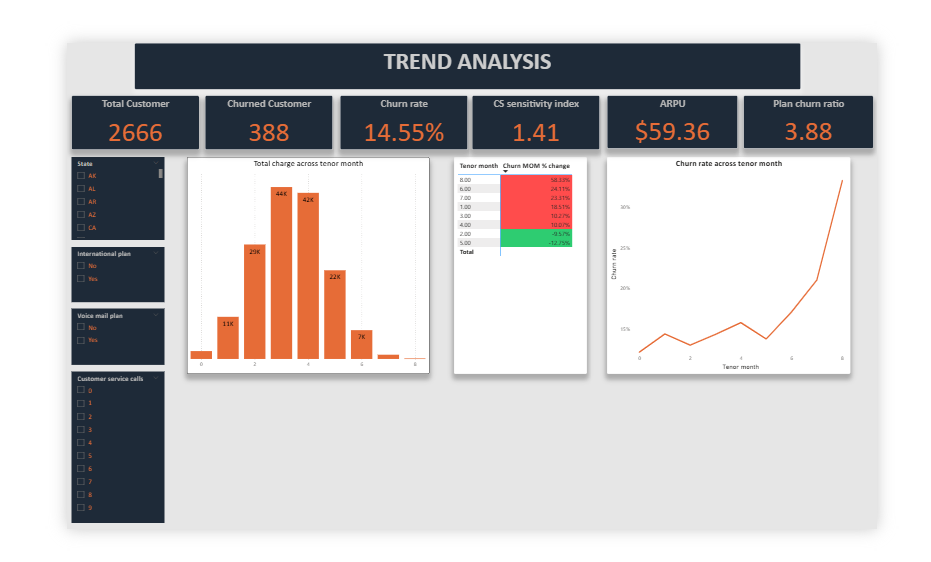 TREND ANALYSIS
Total Customer
2666
Churned Customer
388
Churn rate
14.55%
CS sensitivity index
1.41
ARPU
$59.36
Plan churn ratio
3.88
State
AK
AL
AR
AZ
CA
International plan
No
Yes
Voice mail plan
No
Yes
Customer service calls
0
1
2
3
4
5
6
7
8
9
Total charge across tenor month
11K
29K
44K
42K
22K
7K
0 2 4 6 8
Tenor month Churn MOM % change
8.00 58.33%
6.00 24.11%
7.00 23.31%
1.00 18.51%
3.00 10.27%
4.00 10.07%
2.00 -9.57%
5.00 -12.75%
Total
Churn rate across tenor month
30%
25%
20%
15%
Churn rate
0 2 4 6 8
Tenor month